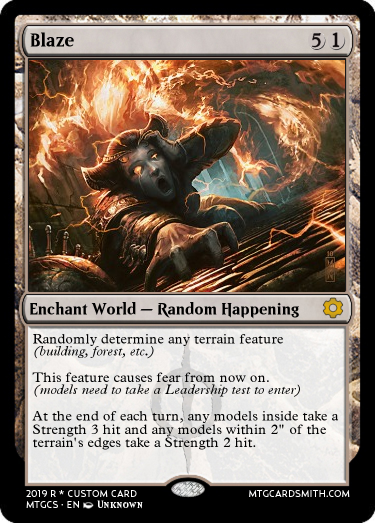 Blaze 5 1
Enchant World — Random Happening
Randomly determine any terrain feature
(building, forest, etc.)
This feature causes fear from now on.
(models need to take a Leadership test to enter)
At the end of each turn, any models inside take a
Strength 3 hit and any models within 2" of the
terrain's edges take a Strength 2 hit.
2019 R * CUSTOM CARD
MTGCS · EN Unknown
MTGCARDSMITH.COM